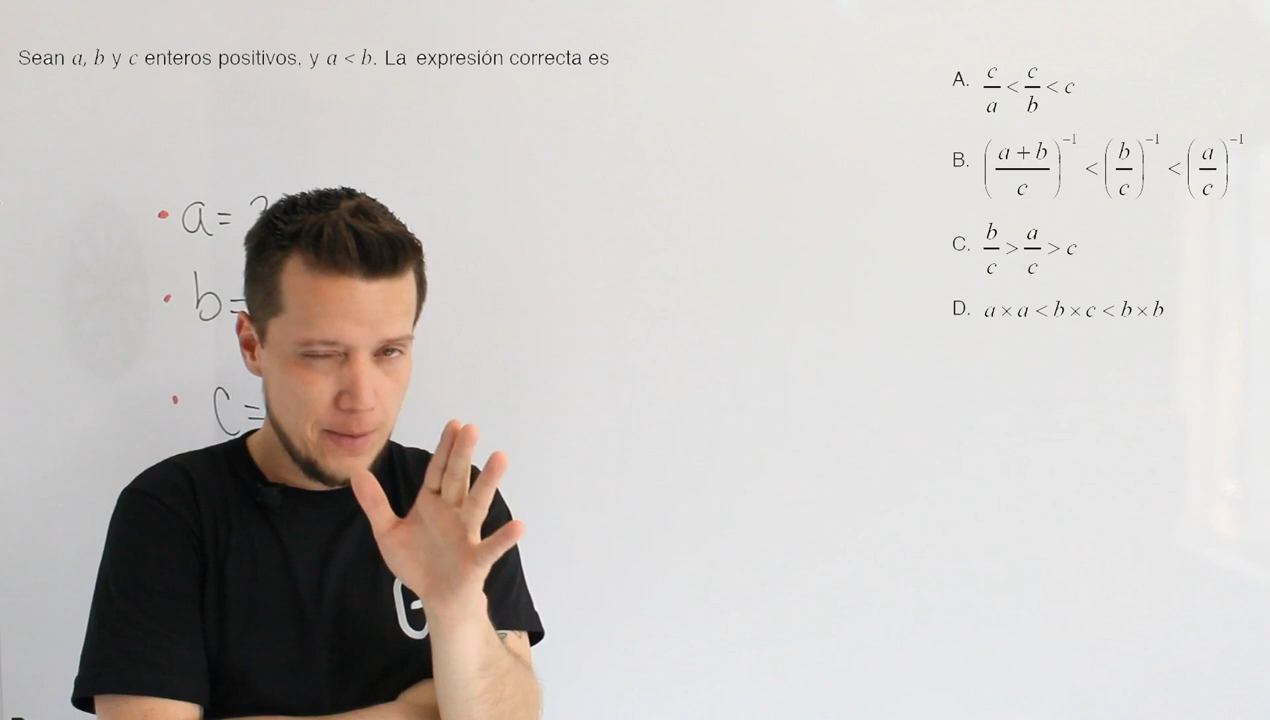 Sean a, b y c enteros positivos, y a < b. La expresión correcta es
A. c/a < c/b < c
B. ((a + b)/c)⁻¹ < (b/c)⁻¹ < (a/c)⁻¹
C. b/c > a/c > c
D. a × a < b × c < b × b
• a =
• b =
• c =